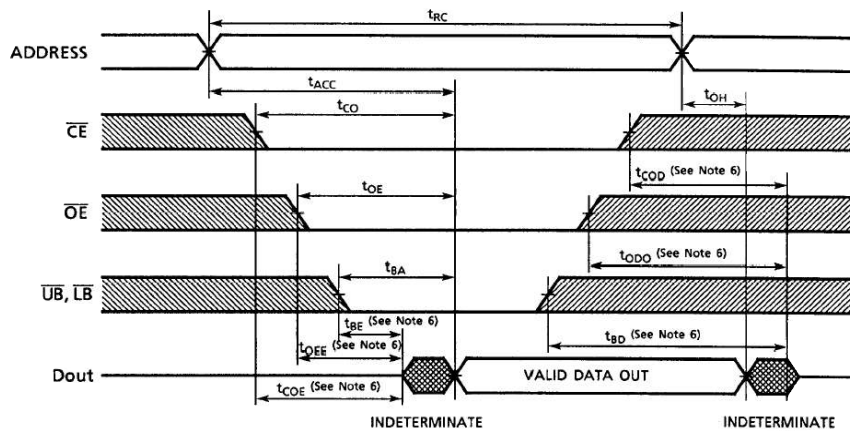 tRC
ADDRESS
tACC
tOH
tCO
CE
tCOD (See Note 6)
tOE
OE
tODO (See Note 6)
tBA
UB, LB
tBE (See Note 6)
tOEE (See Note 6)
tBD (See Note 6)
Dout
VALID DATA OUT
tCOE (See Note 6)
INDETERMINATE
INDETERMINATE